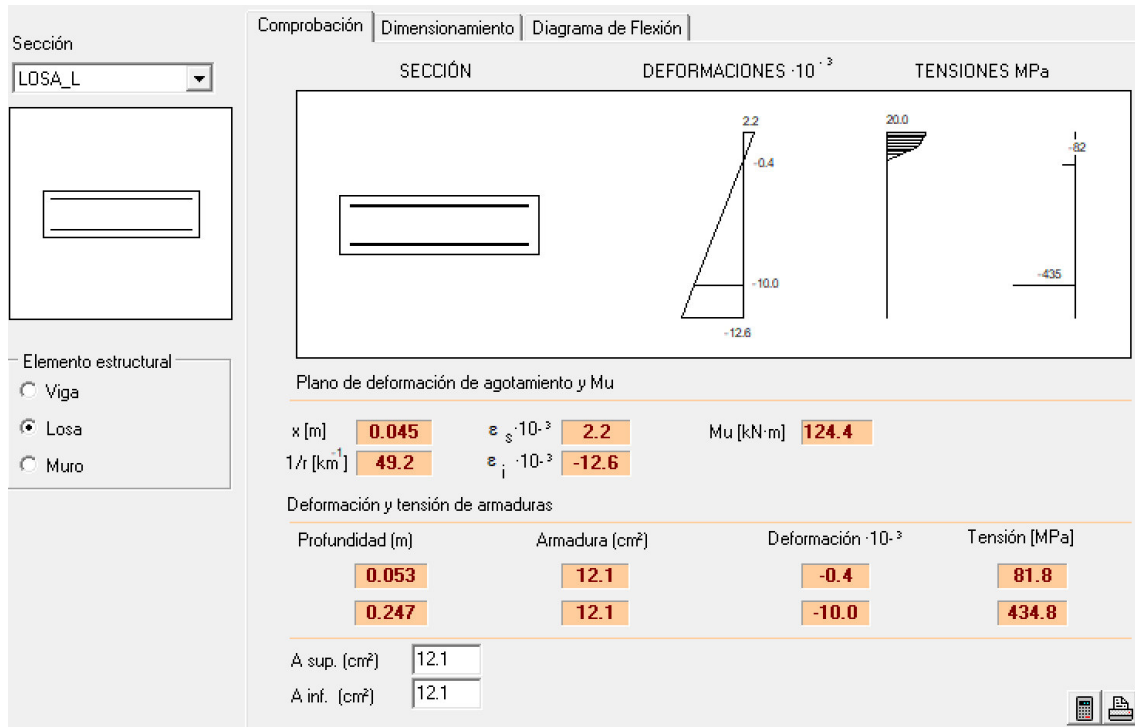 Comprobación Dimensionamiento Diagrama de Flexión
Sección
LOSA_L
SECCIÓN DEFORMACIONES ·10⁻³ TENSIONES MPa
2.2 20.0
-82
-0.4
-435
-10.0
-12.6
Elemento estructural
Viga
Losa
Muro
Plano de deformación de agotamiento y Mu
x [m] 0.045 ε s ·10-³ 2.2 Mu [kN·m] 124.4
1/r [km⁻¹] 49.2 ε i ·10-³ -12.6
Deformación y tensión de armaduras
Profundidad (m) Armadura (cm²) Deformación ·10-³ Tensión [MPa]
0.053 12.1 -0.4 81.8
0.247 12.1 -10.0 434.8
A sup. (cm²) 12.1
A inf. (cm²) 12.1